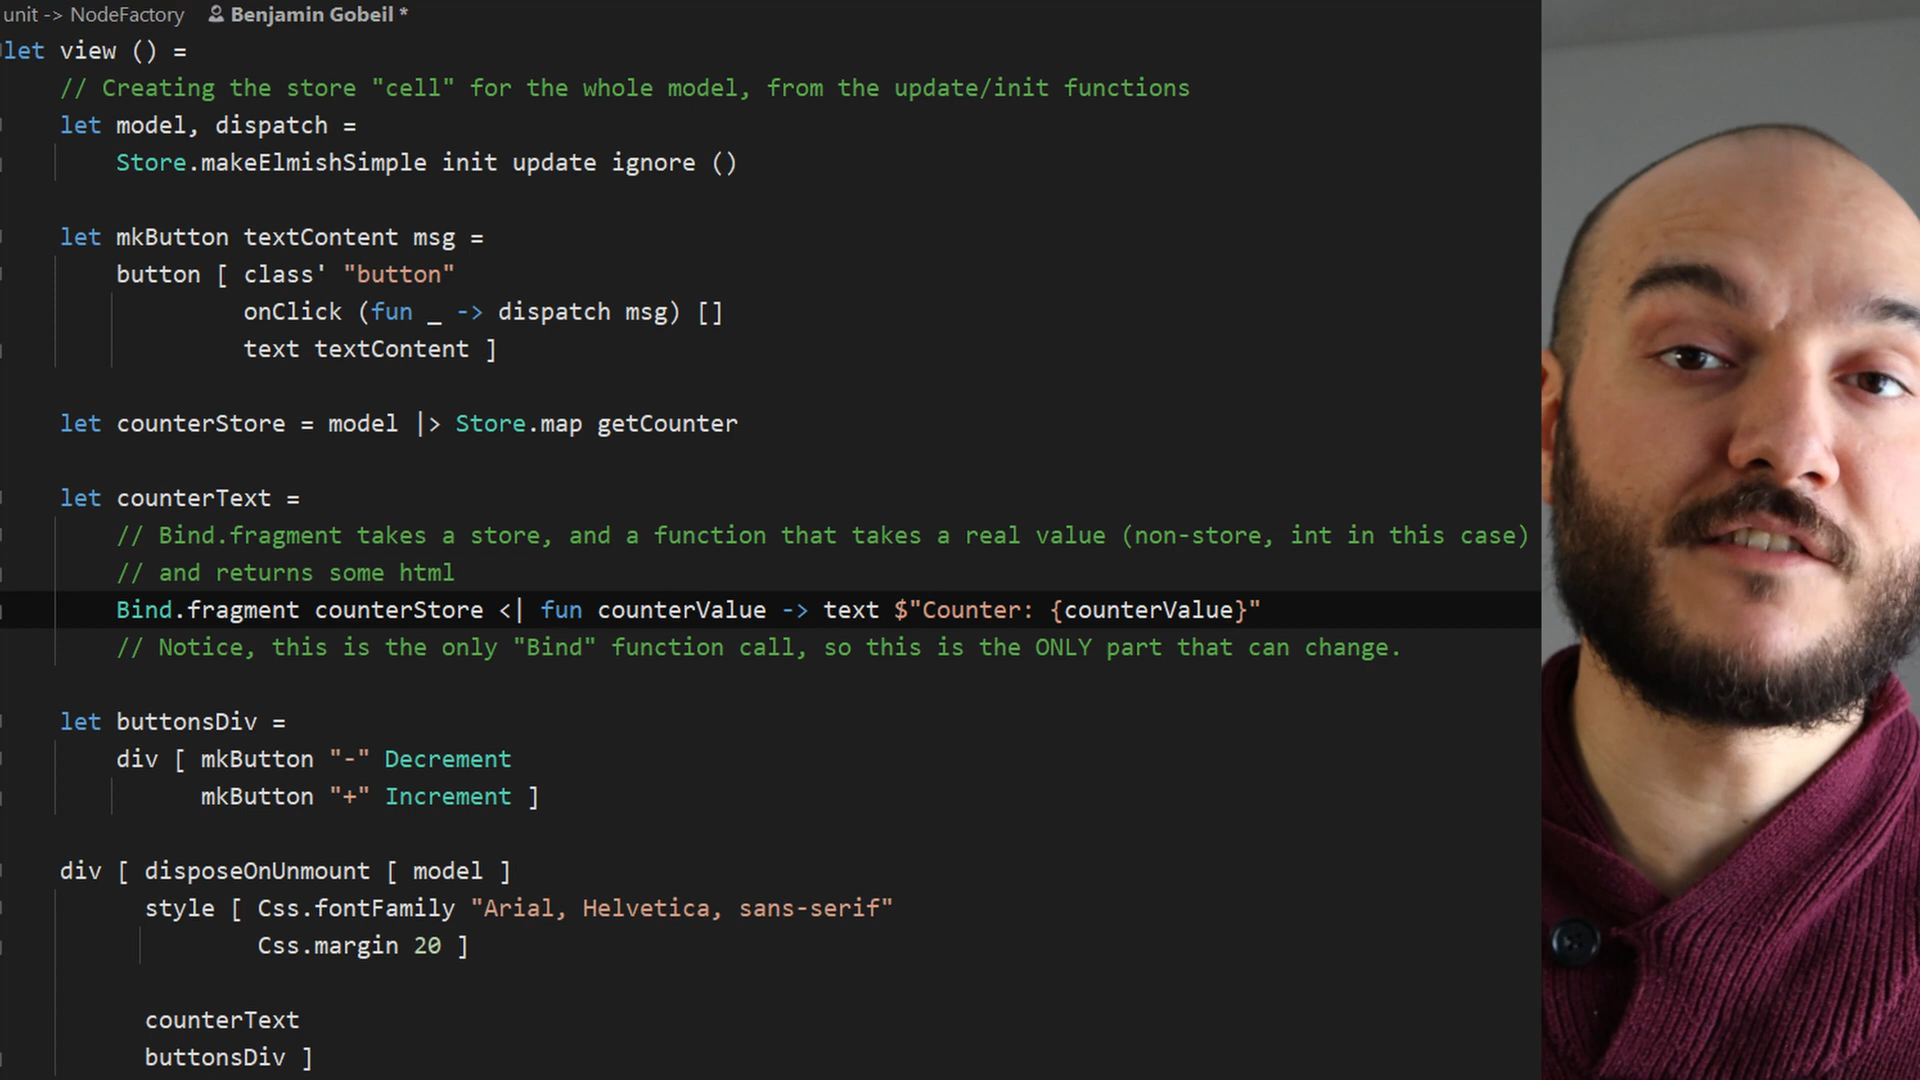 unit -> NodeFactory Benjamin Gobeil *
let view () =
// Creating the store "cell" for the whole model, from the update/init functions
let model, dispatch =
Store.makeElmishSimple init update ignore ()
let mkButton textContent msg =
button [ class' "button"
onClick (fun _ -> dispatch msg) []
text textContent ]
let counterStore = model |> Store.map getCounter
let counterText =
// Bind.fragment takes a store, and a function that takes a real value (non-store, int in this case)
// and returns some html
Bind.fragment counterStore <| fun counterValue -> text $"Counter: {counterValue}"
// Notice, this is the only "Bind" function call, so this is the ONLY part that can change.
let buttonsDiv =
div [ mkButton "-" Decrement
mkButton "+" Increment ]
div [ disposeOnUnmount [ model ]
style [ Css.fontFamily "Arial, Helvetica, sans-serif"
Css.margin 20 ]
counterText
buttonsDiv ]